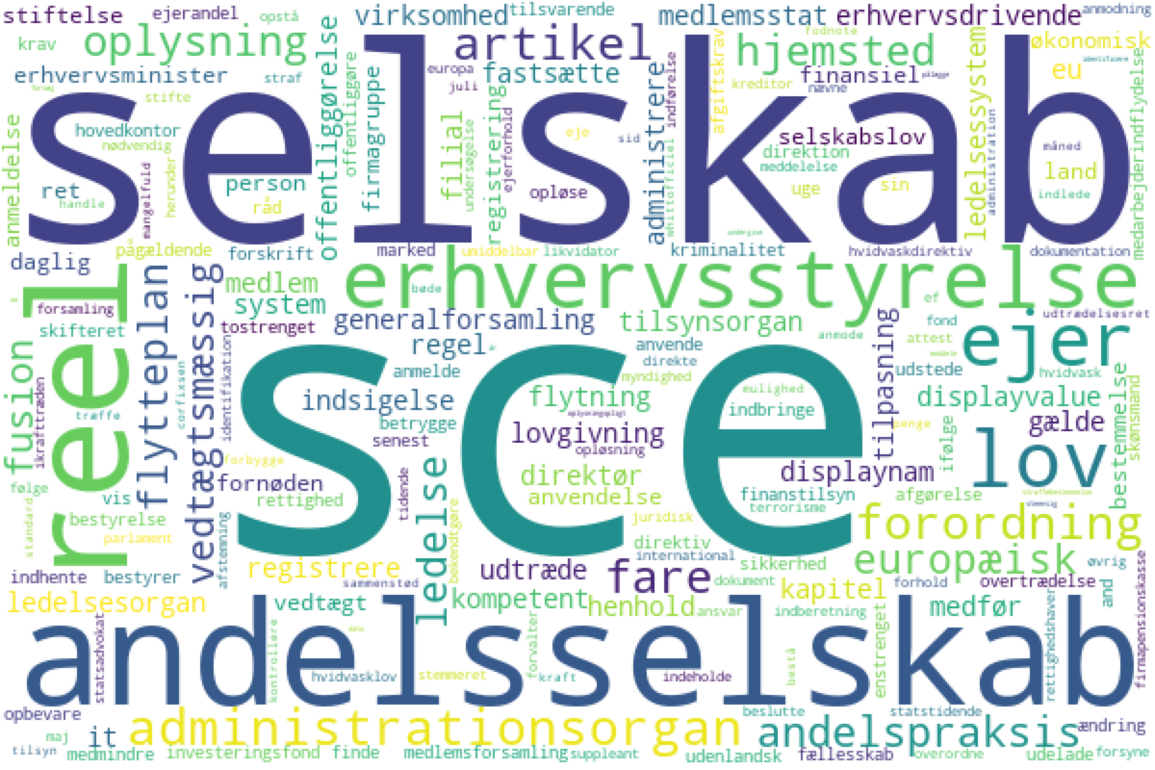 stiftelse ejerandel opstå virksomhed tilsvarende medlemsstat erhvervsdrivende anmodning
krav oplysning artikel hjemsted fodnote økonomisk
erhvervsminister straf europa fastsætte finansiel nævne kreditor eu
stifte juli
selskab
hovedkontor nødvendig eje sid selskabslov måned
ret person opløse direktion meddelelse land
handle råd uge sin indlede
anmeldelse mangelfuld herunder offentliggørelse offentliggøre firmagruppe filial undersøgelse registrering ejerforhold administrere indførelse afgiftskrav ledelsessystem administration medarbejderindflydelse
pågældende forskrift marked umiddelbar likvidator kriminalitet hvidvaskdirektiv dokumentation
daglig medlem erhvervsstyrelse
reel flytteplan vedtægtsmæssig system bøde ef
forsamling tostrenget generalforsamling tilsynsorgan fond udtrædelsesret
skifteret regel anvende anmode attest ejer
sce
fusion ikrafttræden træffe corfixsen identifikation anmelde direkte myndighed udstede hvidvask
indsigelse flytning mulighed indbringe tilpasning displayvalue
betrygge senest lovgivning penge gælde
forbygge opløsning ifølge lov bestemmelse skønsmand
følge vis fornøden rettighed direktør displaynam
standard bestyrelse tidende anvendelse finanstilsyn afgørelse
parlament afstemning ledelse juridisk terrorisme forordning
bekendtgøre direktiv international sikkerhed europæisk øvrig
indhente bestyrer registrere sammenstød udtræde fare dokument kapitel forhold overtrædelse
ledelsesorgan vedtægt kompetent henhold ansvar indberetning medfør and firmapensionskasse
andelsselskab
statsadvokat kontrollere date forvalter bestå enstrenget rettighedshaver
hvidvasklov stemmeret kraft indeholde
opbevare beslutte statstidende
maj it administrationsorgan andelspraksis ændring
tilsyn medmindre investeringsfond finde medlemsforsamling suppleant udenlandsk fællesskab overordne udelade forsyne